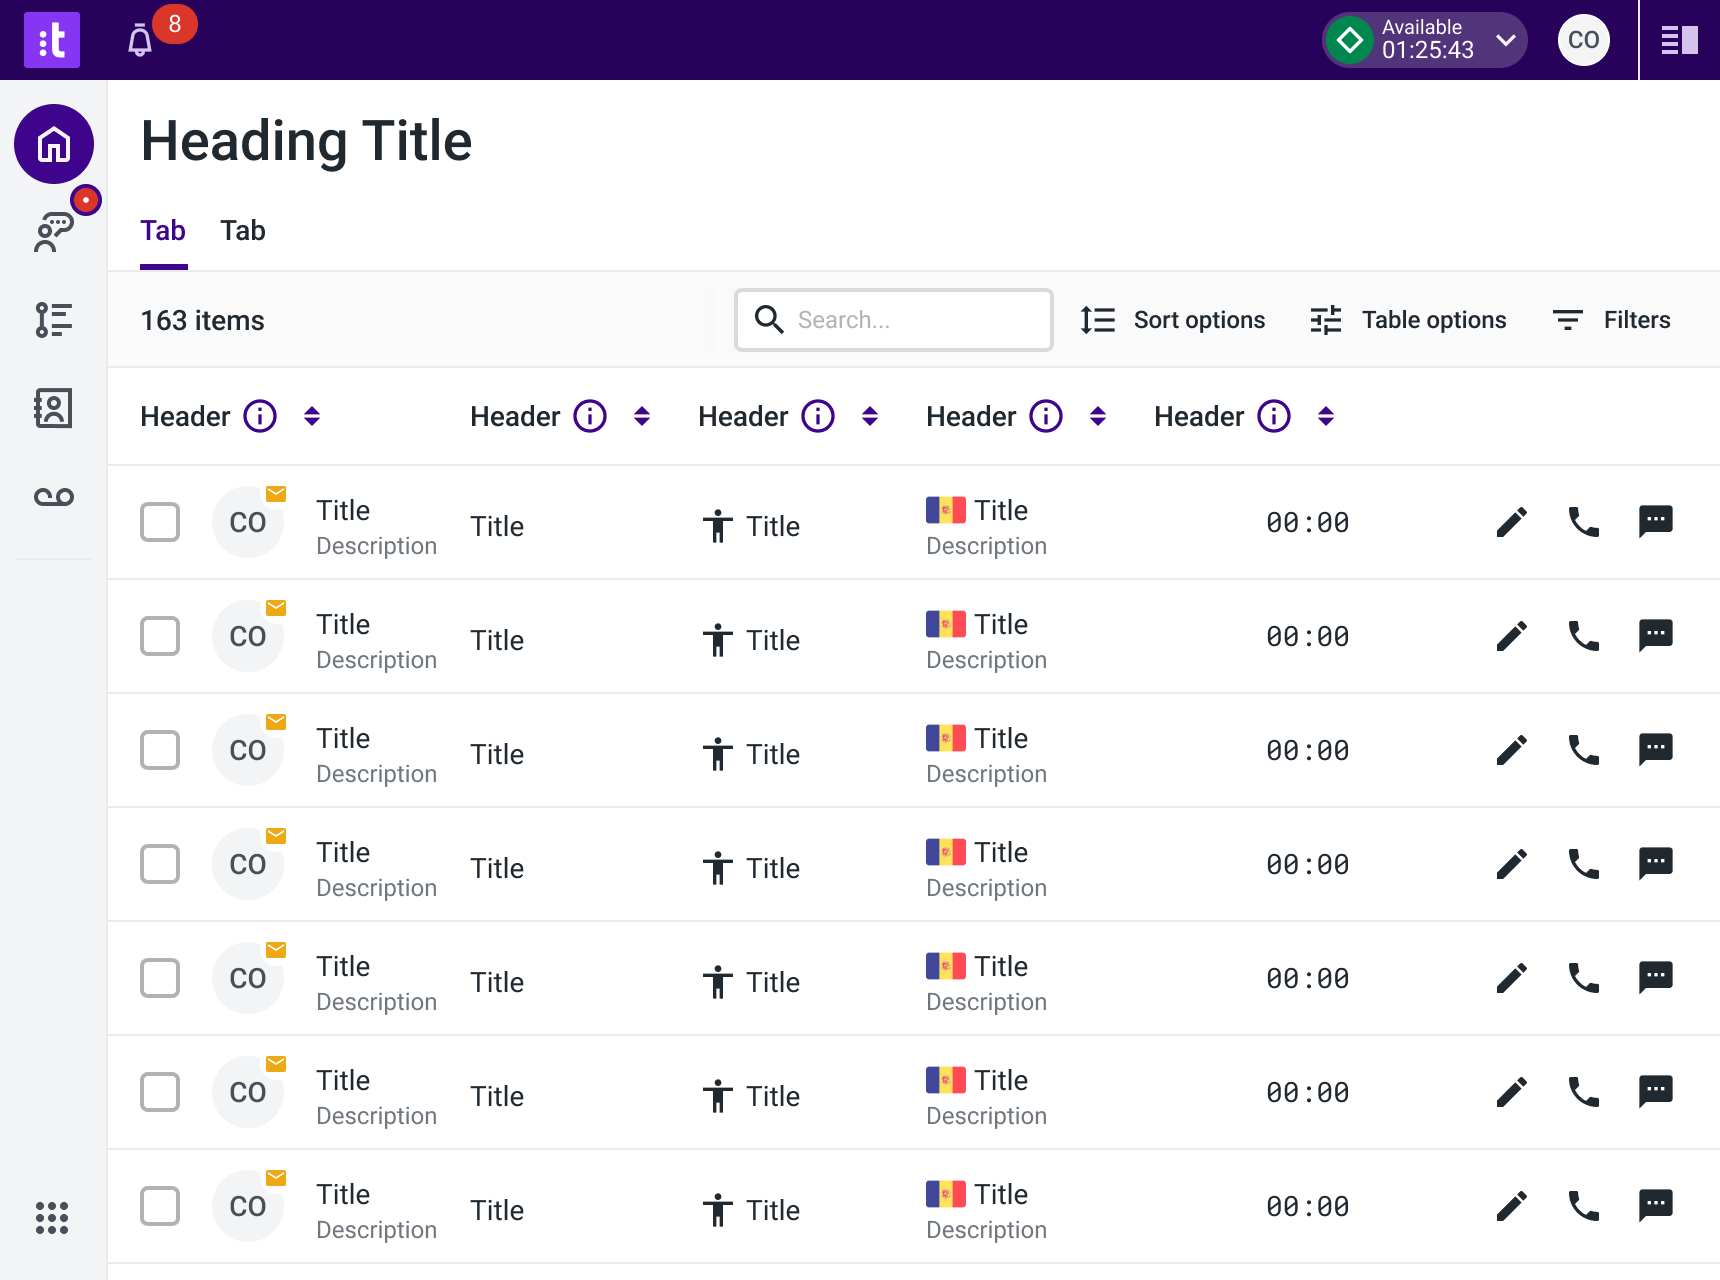 :t
8
Available
01:25:43
CO
Heading Title
Tab Tab
163 items
Search...
Sort options
Table options
Filters
Header Header Header Header Header
CO Title Title Title Title 00:00
Description Description
CO Title Title Title Title 00:00
Description Description
CO Title Title Title Title 00:00
Description Description
CO Title Title Title Title 00:00
Description Description
CO Title Title Title Title 00:00
Description Description
CO Title Title Title Title 00:00
Description Description
CO Title Title Title Title 00:00
Description Description